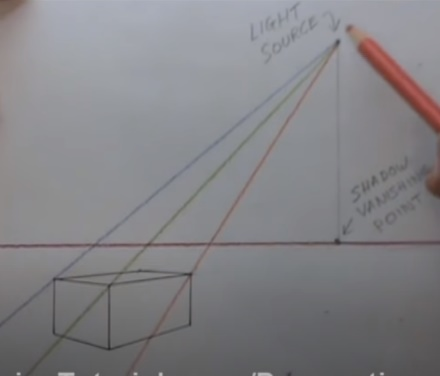 LIGHT
SOURCE
SHADOW
VANISHING
POINT